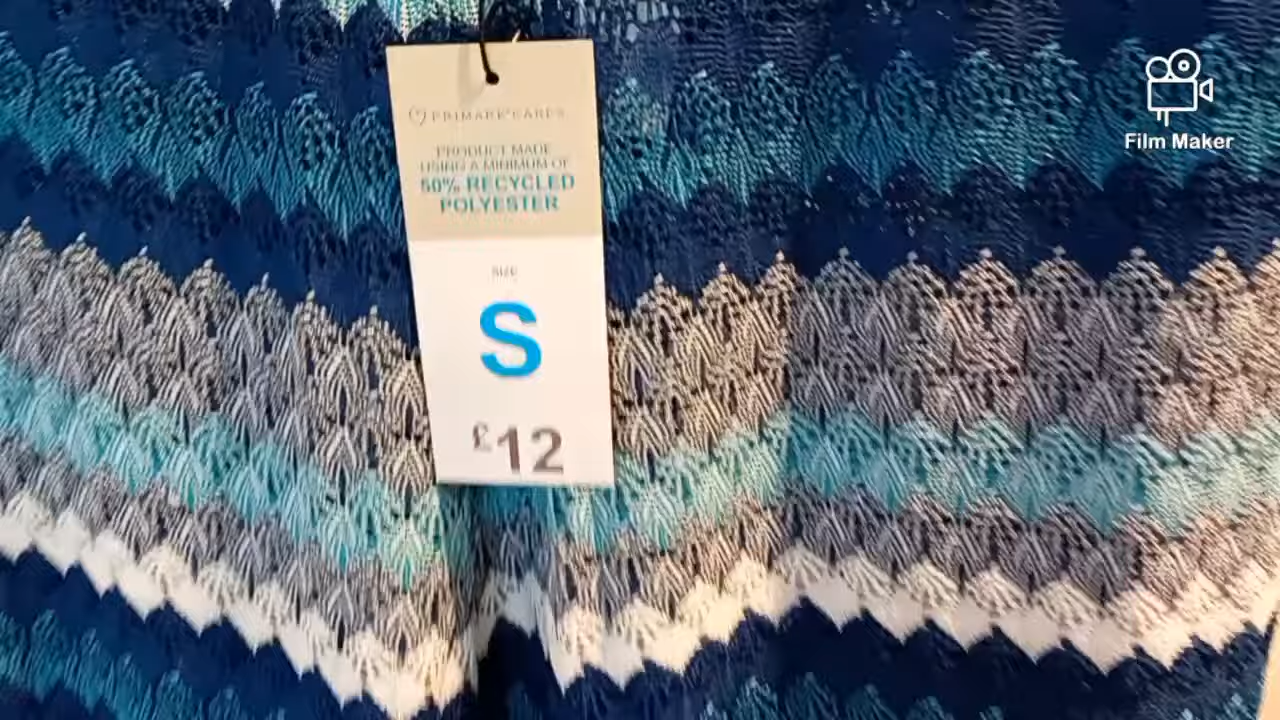 PRIMARK CARES
PRODUCT MADE
USING A MINIMUM OF
50% RECYCLED
POLYESTER
SIZE
S
£12
Film Maker